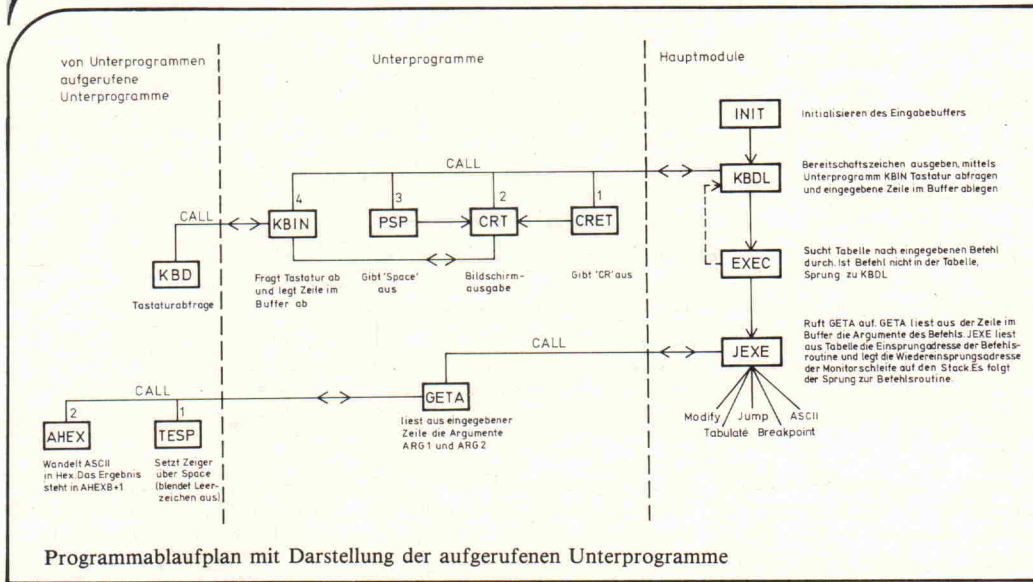 von Unterprogrammen
aufgerufene
Unterprogramme
Unterprogramme
Hauptmodule
INIT
Initialisieren des Eingabebuffers
CALL
KBDL
Bereitschaftszeichen ausgeben, mittels
Unterprogramm KBIN Tastatur abfragen
und eingegebene Zeile im Buffer ablegen
4
3
2
1
CALL
KBIN
PSP
CRT
CRET
KBD
Tastaturabfrage
Fragt Tastatur ab
und legt Zeile im
Buffer ab
Gibt 'Space'
aus
Bildschirm-
ausgabe
Gibt 'CR' aus
EXEC
Sucht Tabelle nach eingegebenen Befehl
durch. Ist Befehl nicht in der Tabelle,
Sprung zu KBDL
CALL
JEXE
Ruft GETA auf. GETA liest aus der Zeile im
Buffer die Argumente des Befehls. JEXE liest
aus Tabelle die Einsprungadresse der Befehls-
routine und legt die Wiedereinsprungsadresse
der Monitorschleife auf den Stack. Es folgt
der Sprung zur Befehlsroutine.
CALL
GETA
liest aus eingegebener
Zeile die Argumente
ARG 1 und ARG 2
Modify Jump ASCII
Tabulate Breakpoint
2
1
AHEX
TESP
Wandelt ASCII
in Hex. Das Ergebnis
steht in AHEXB+1
Setzt Zeiger
über Space
(blendet Leer-
zeichen aus)
Programmablaufplan mit Darstellung der aufgerufenen Unterprogramme